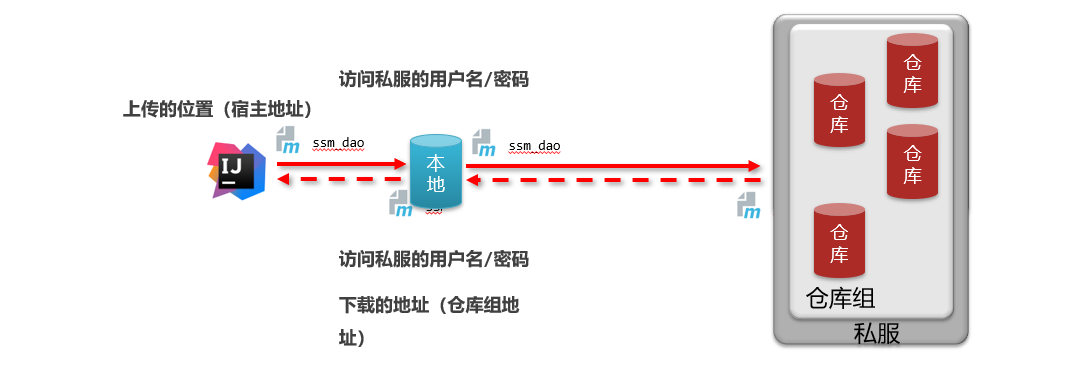 访问私服的用户名/密码
上传的位置（宿主地址）
m
ssm_dao
m
ssm_dao
IJ
本
地
m
m
访问私服的用户名/密码
下载的地址（仓库组地
址）
仓
库
仓
库
仓
库
仓
库
仓库组
私服